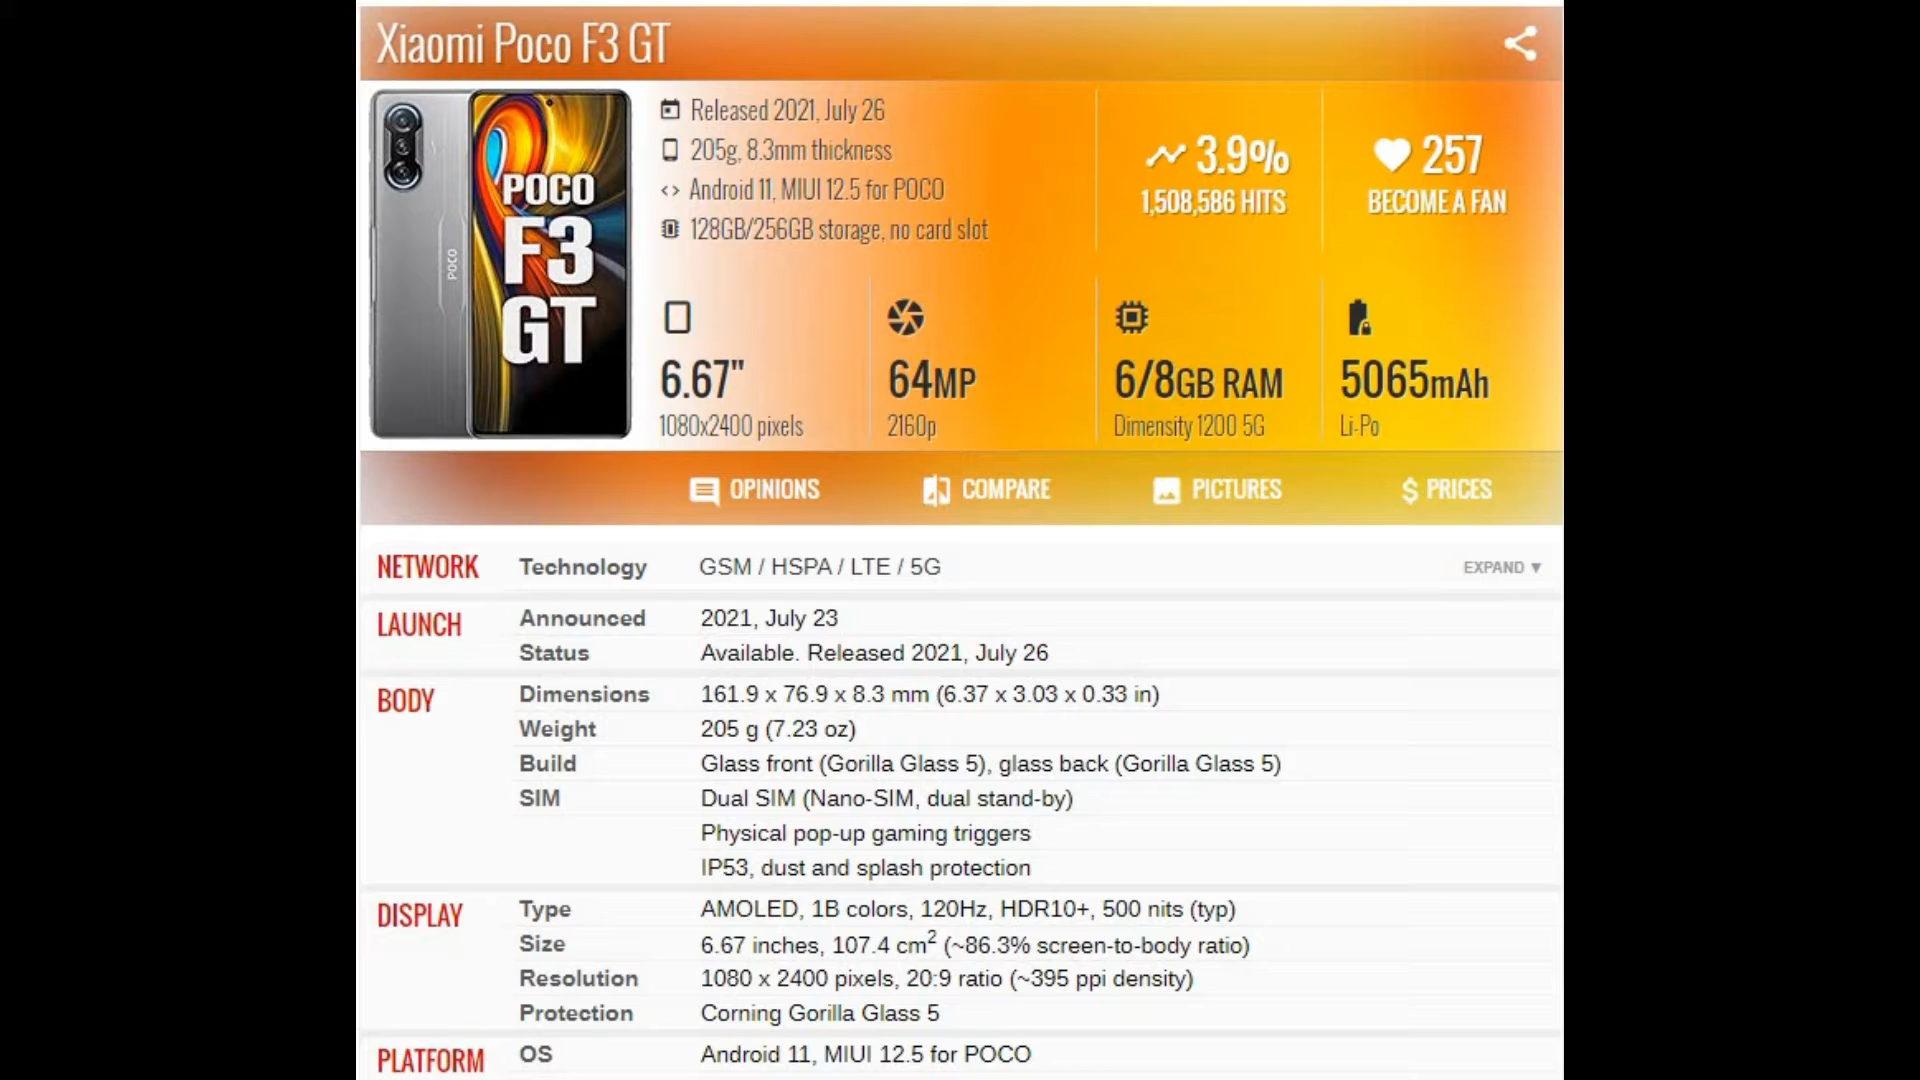 Xiaomi Poco F3 GT
POCO
POCO
F3
GT
Released 2021, July 26
205g, 8.3mm thickness
Android 11, MIUI 12.5 for POCO
128GB/256GB storage, no card slot
3.9%
1,508,586 HITS
257
BECOME A FAN
6.67"
1080x2400 pixels
64MP
2160p
6/8GB RAM
Dimensity 1200 5G
5065mAh
Li-Po
OPINIONS COMPARE PICTURES $ PRICES
NETWORK Technology GSM / HSPA / LTE / 5G EXPAND ▼
LAUNCH Announced 2021, July 23
Status Available. Released 2021, July 26
BODY Dimensions 161.9 x 76.9 x 8.3 mm (6.37 x 3.03 x 0.33 in)
Weight 205 g (7.23 oz)
Build Glass front (Gorilla Glass 5), glass back (Gorilla Glass 5)
SIM Dual SIM (Nano-SIM, dual stand-by)
Physical pop-up gaming triggers
IP53, dust and splash protection
DISPLAY Type AMOLED, 1B colors, 120Hz, HDR10+, 500 nits (typ)
Size 6.67 inches, 107.4 cm² (~86.3% screen-to-body ratio)
Resolution 1080 x 2400 pixels, 20:9 ratio (~395 ppi density)
Protection Corning Gorilla Glass 5
PLATFORM OS Android 11, MIUI 12.5 for POCO